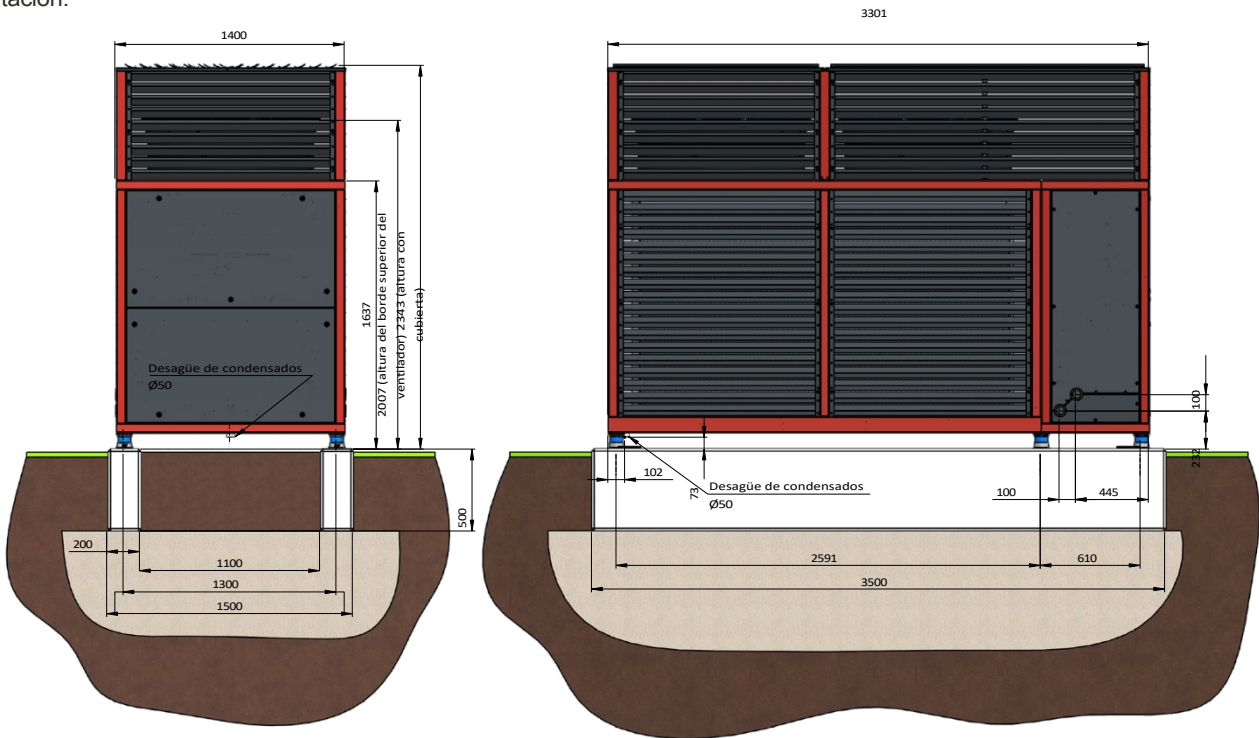 tación.
3301
1400
1637
2007 (altura del borde superior del
ventilador) 2343 (altura con
cubierta)
Desagüe de condensados
Ø50
500
200
1100
1300
1500
100
232
102
73
Desagüe de condensados
Ø50
100
445
2591
610
3500